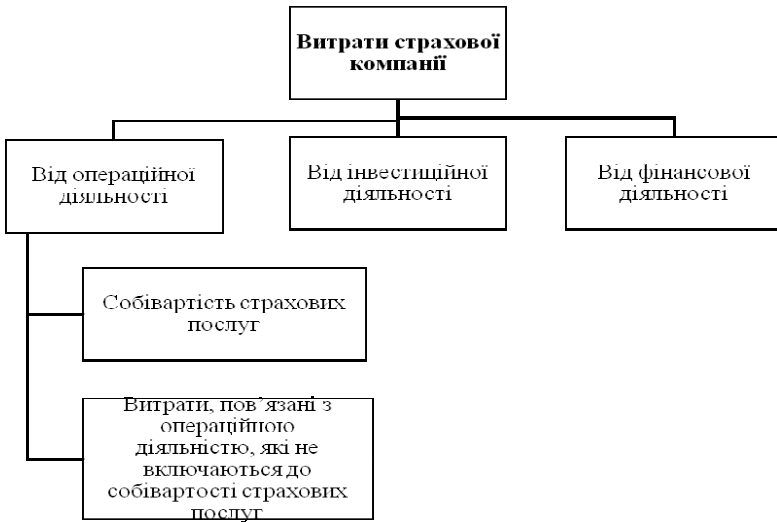 Витрати страхової
компанії
Від операційної
діяльності
Від інвестиційної
діяльності
Від фінансової
діяльності
Собівартість страхових
послуг
Витрати, пов’язані з
операційною
діяльністю, які не
включаються до
собівартості страхових
послуг